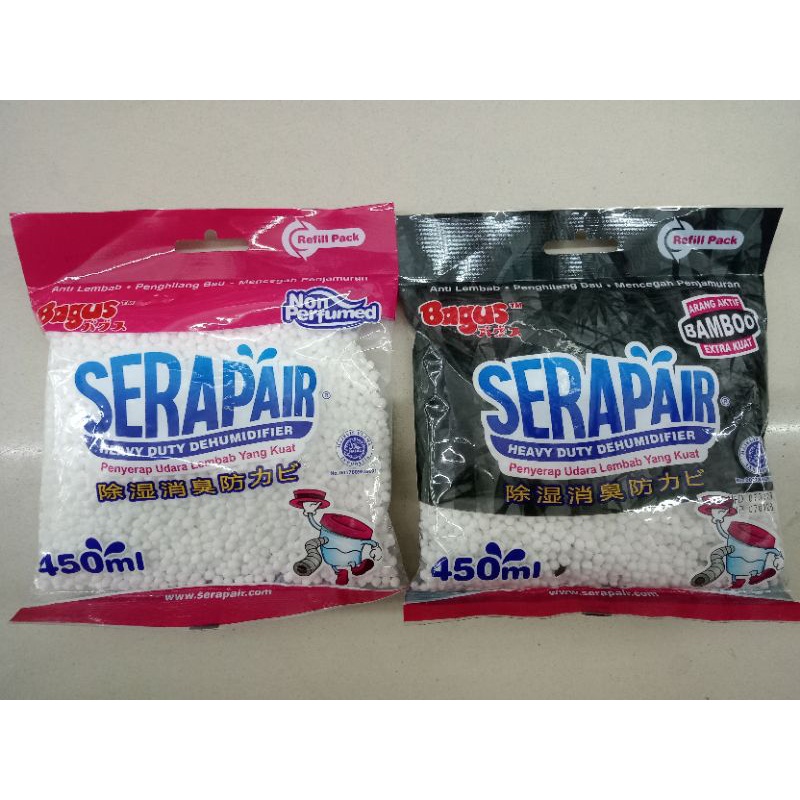 Refill Pack
Anti Lembab • Penghilang Bau • Mencegah Penjamuran
Bagus™
バグス
Non Perfumed
SERAPAIR®
HEAVY DUTY DEHUMIDIFIER
Penyerap Udara Lembab Yang Kuat
除湿消臭防カビ
450ml
www.serapair.com
Refill Pack
Anti Lembab • Penghilang Bau • Mencegah Penjamuran
Bagus™
バグス
ARANG AKTIF
BAMBOO
EXTRA KUAT
SERAPAIR®
HEAVY DUTY DEHUMIDIFIER
Penyerap Udara Lembab Yang Kuat
除湿消臭防カビ
450ml
www.serapair.com